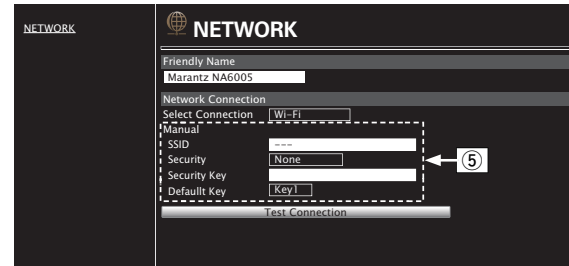 NETWORK
NETWORK
Friendly Name
Marantz NA6005
Network Connection
Select Connection Wi-Fi
Manual
SSID ---
Security None
⑤
Security Key
Defaullt Key Key1
Test Connection